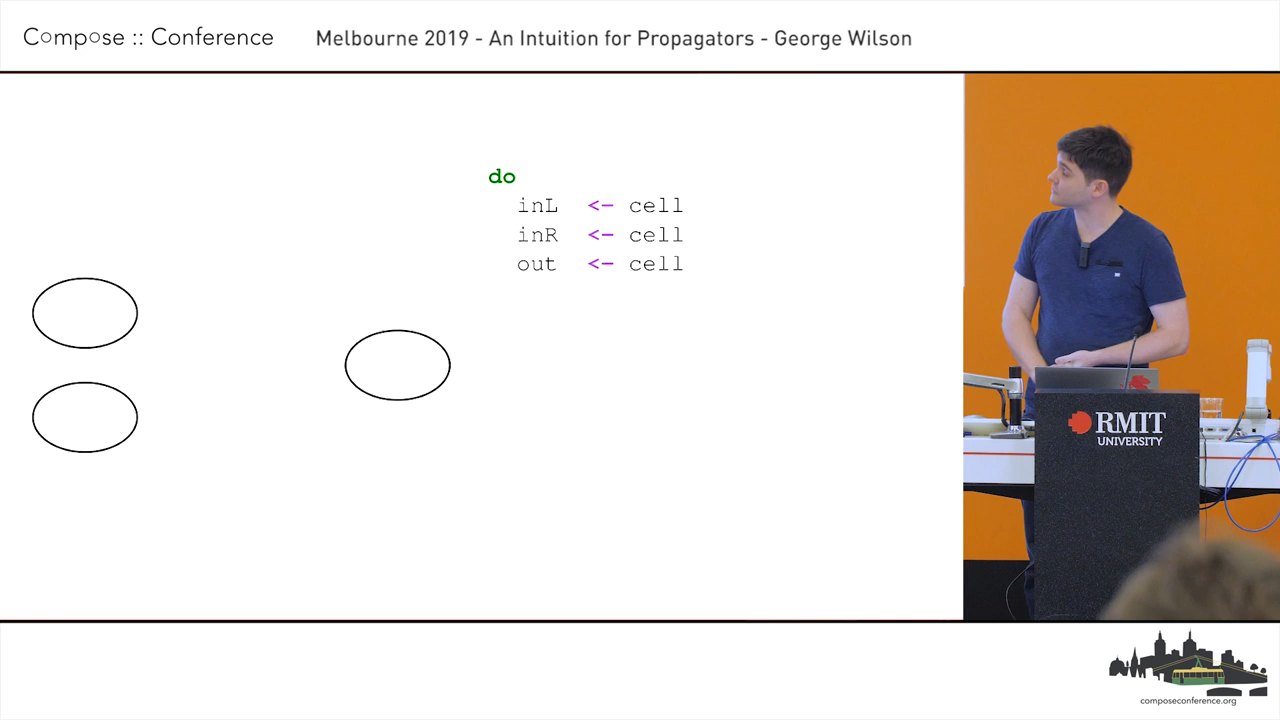 Compose :: Conference
Melbourne 2019 - An Intuition for Propagators - George Wilson
do
inL <- cell
inR <- cell
out <- cell
RMIT
UNIVERSITY
composeconference.org